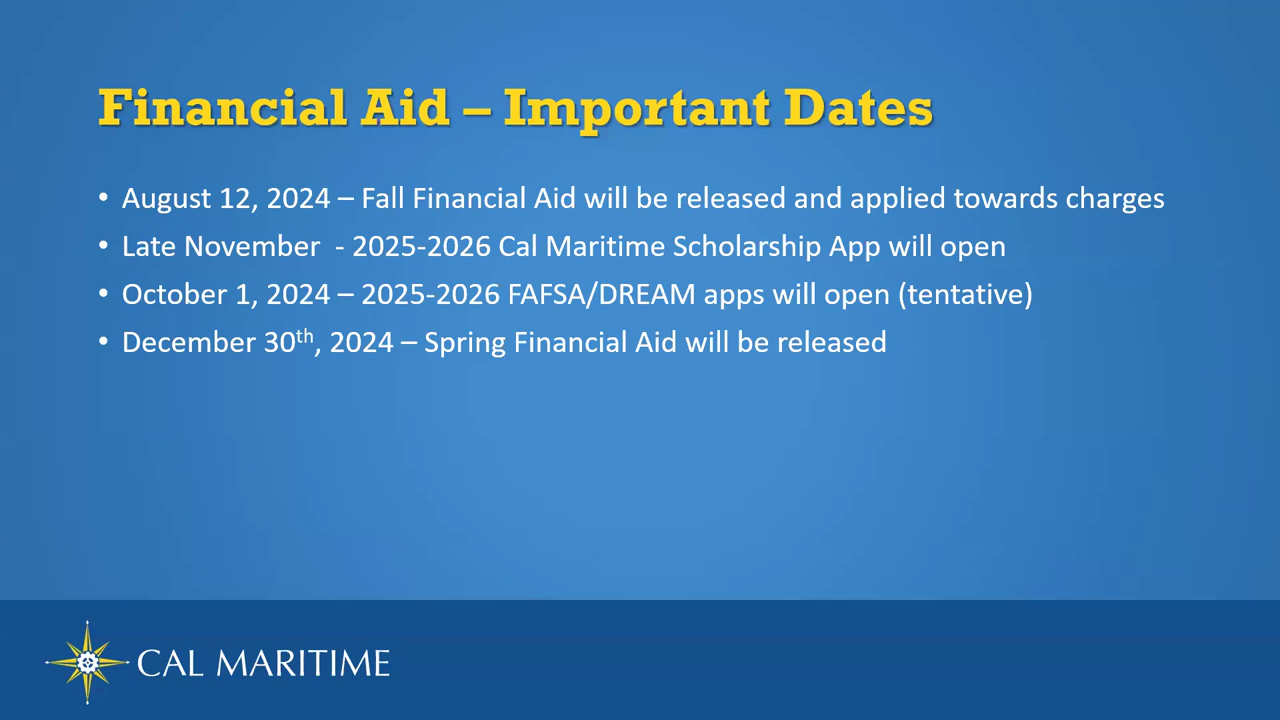 Financial Aid – Important Dates
• August 12, 2024 – Fall Financial Aid will be released and applied towards charges
• Late November  - 2025-2026 Cal Maritime Scholarship App will open
• October 1, 2024 – 2025-2026 FAFSA/DREAM apps will open (tentative)
• December 30th, 2024 – Spring Financial Aid will be released
CAL MARITIME